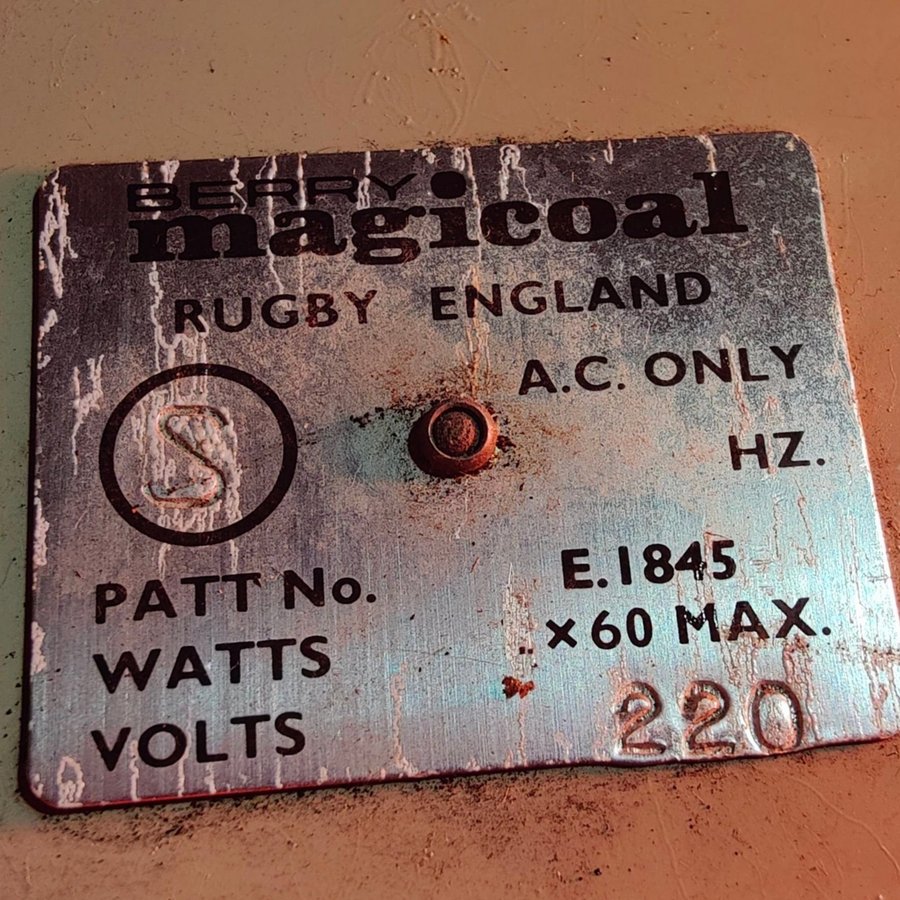 BERRY
magicoal
RUGBY ENGLAND
A.C. ONLY
S
HZ.
PATT No. E.1845
WATTS ..×60 MAX.
VOLTS 220